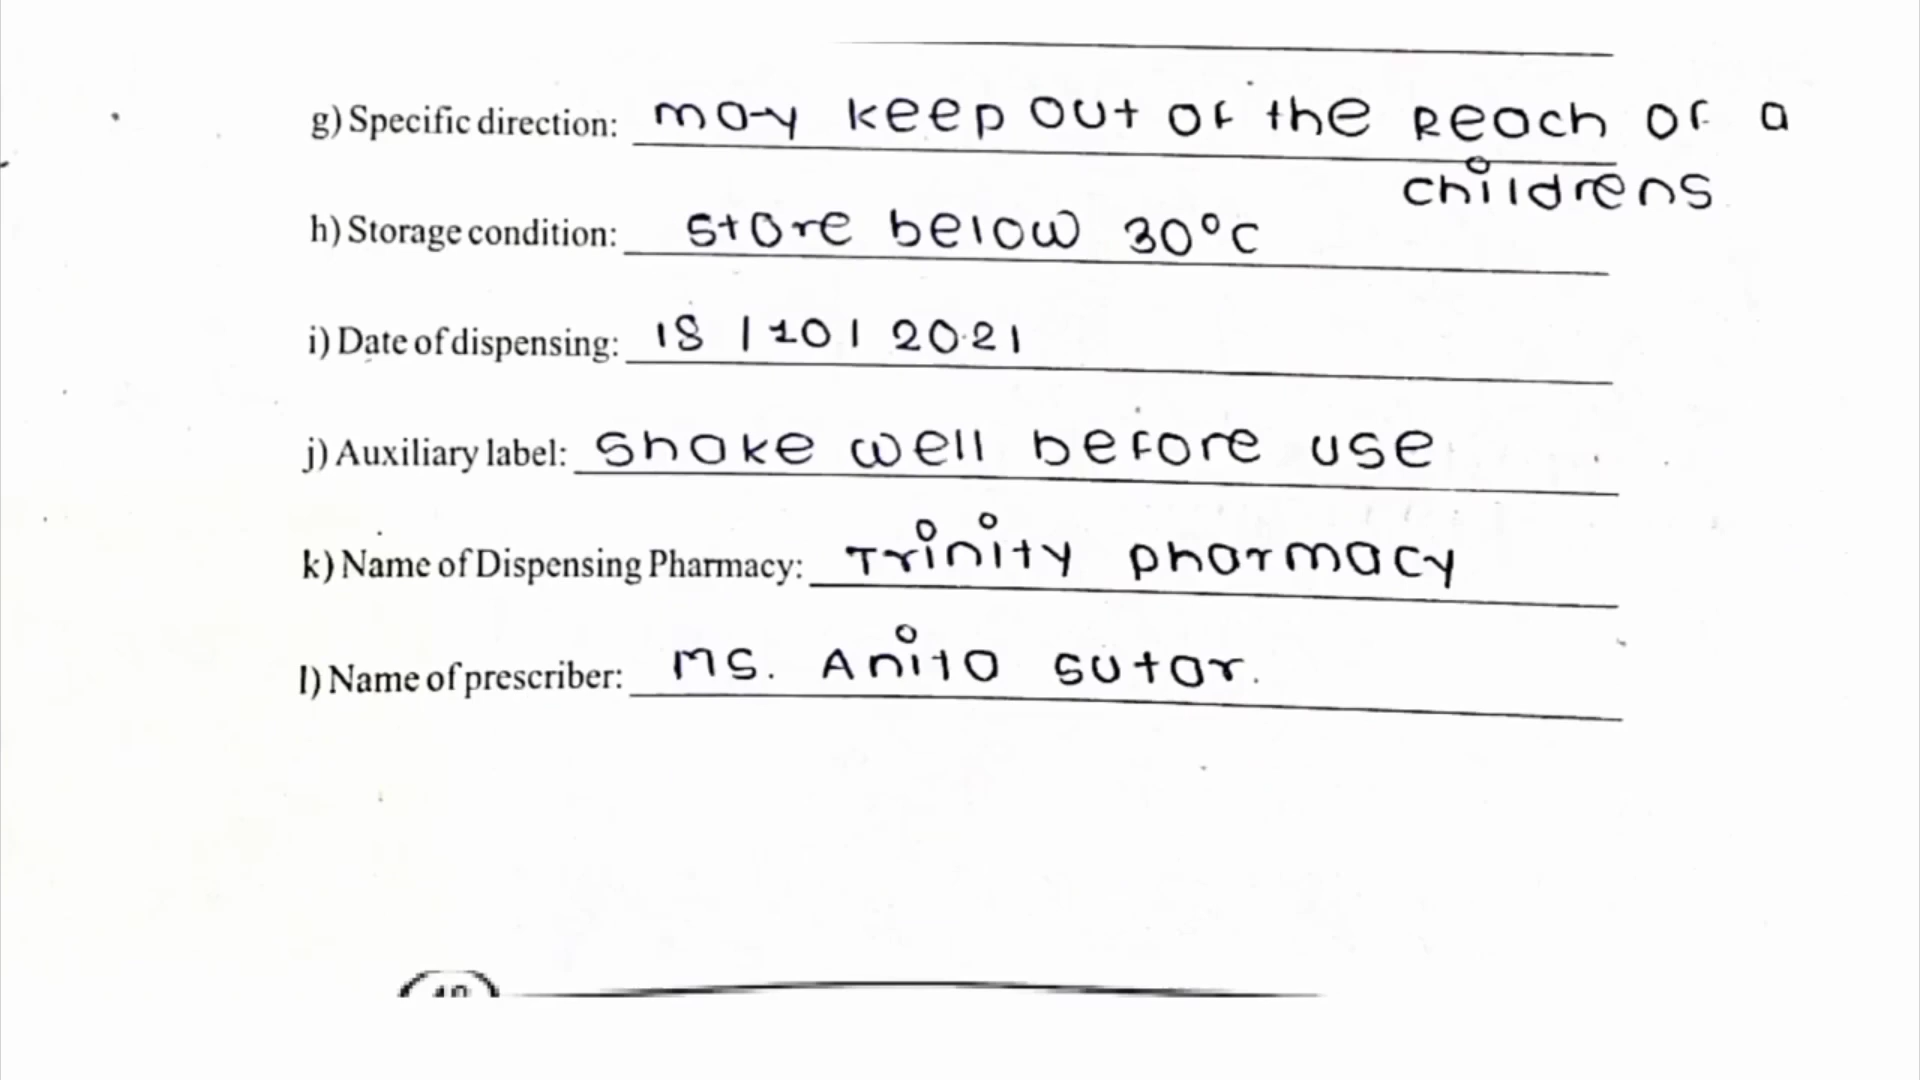 g) Specific direction: may keep out of the Reach of a
childrens
h) Storage condition: store below 30°C
i) Date of dispensing: 18 / 10 / 2021
j) Auxiliary label: shake well before use
k) Name of Dispensing Pharmacy: Trinity pharmacy
l) Name of prescriber: MS. Anita sutar.